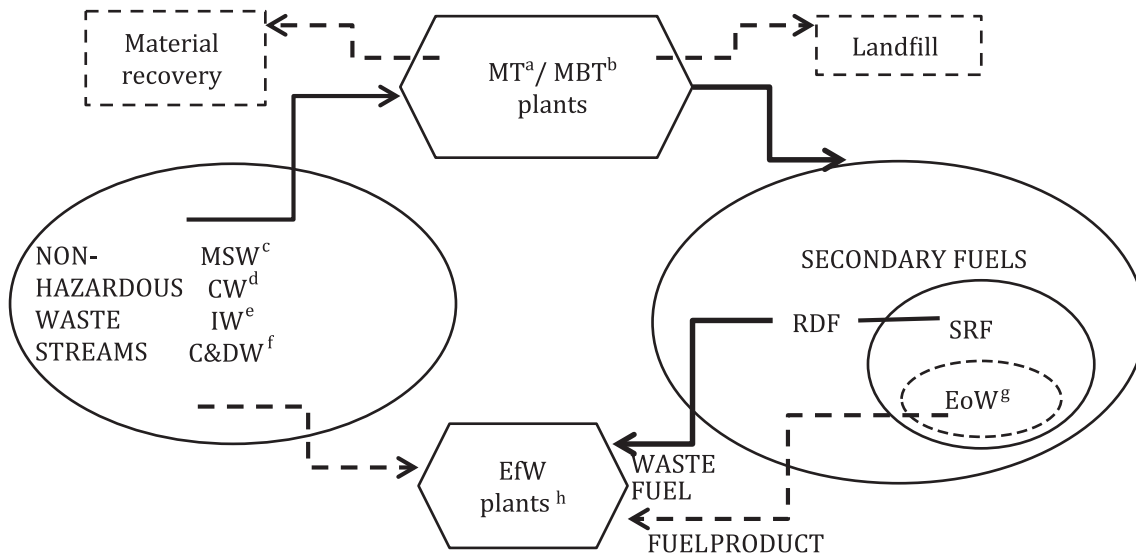 Material
recovery
MTᵃ/ MBTᵇ
plants
Landfill
NON-
HAZARDOUS
WASTE
STREAMS
MSWᶜ
CWᵈ
IWᵉ
C&DWᶠ
SECONDARY FUELS
RDF
SRF
EoWᵍ
EfW
plants ʰ
WASTE
FUEL
FUELPRODUCT